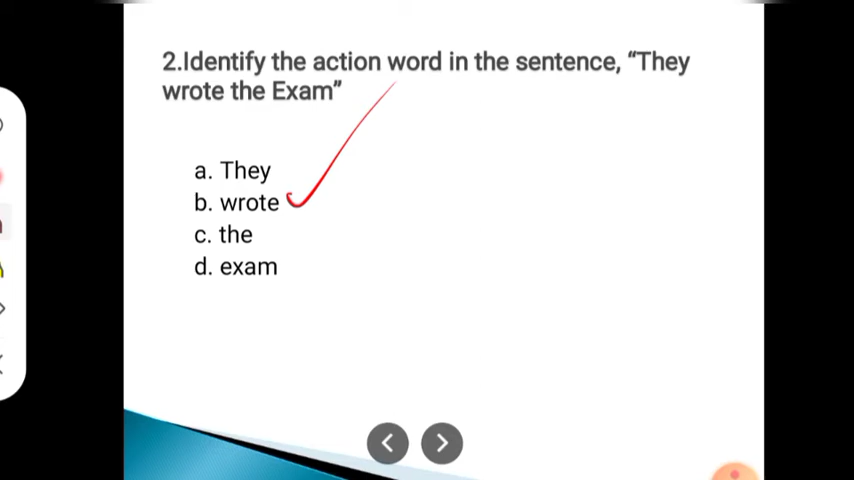 2.Identify the action word in the sentence, “They
wrote the Exam”
a. They
b. wrote
c. the
d. exam